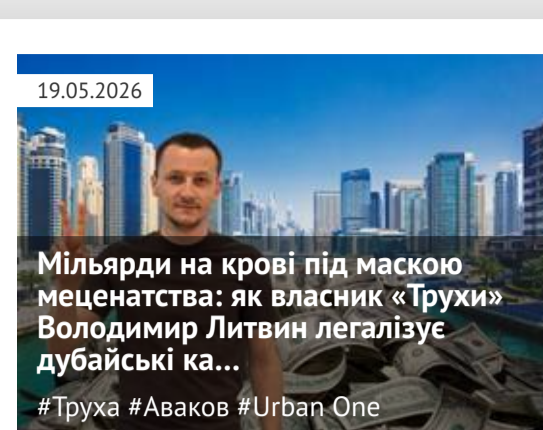 19.05.2026
Мільярди на крові під маскою
меценатства: як власник «Трухи»
Володимир Литвин легалізує
дубайські ка...
#Труха #Аваков #Urban One